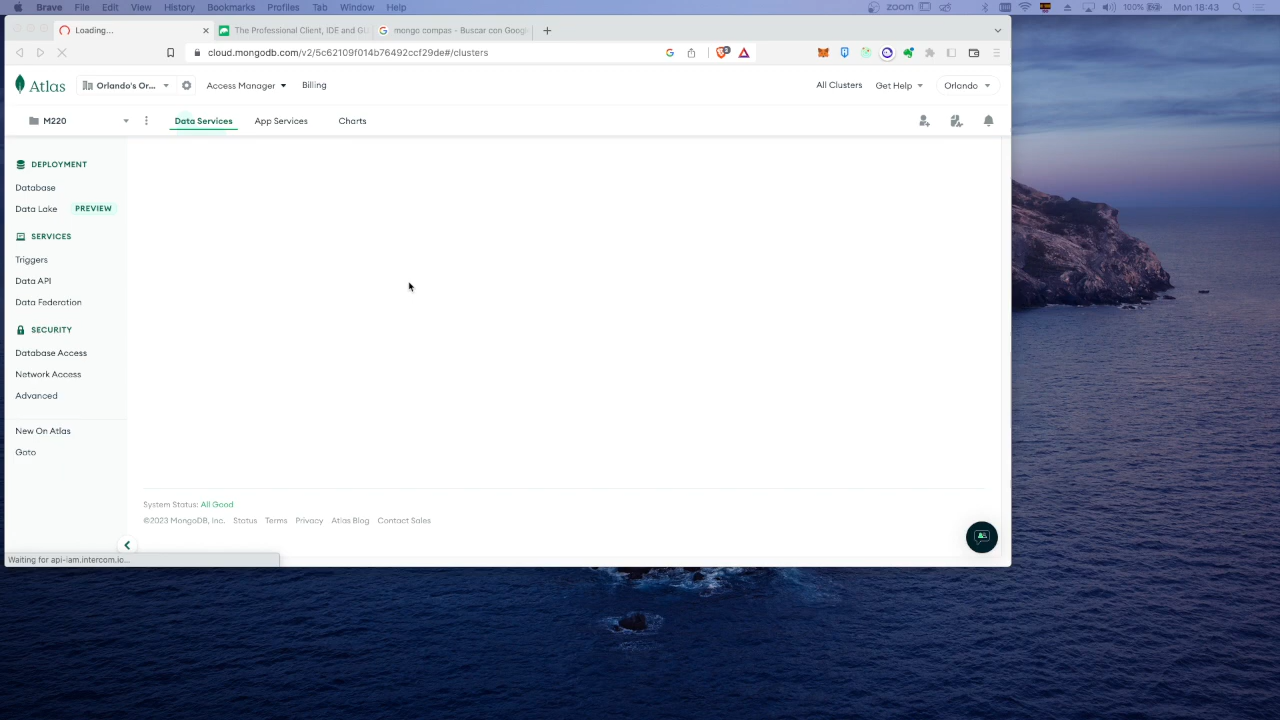 Brave File Edit View History Bookmarks Profiles Tab Window Help zoom 100% Mon 18:43
Loading... The Professional Client, IDE and GU mongo compas - Buscar con Googl
cloud.mongodb.com/v2/5c62109f014b76492ccf29de#/clusters
Atlas Orlando's Or... Access Manager Billing All Clusters Get Help Orlando
M220 Data Services App Services Charts
DEPLOYMENT
Database
Data Lake PREVIEW
SERVICES
Triggers
Data API
Data Federation
SECURITY
Database Access
Network Access
Advanced
New On Atlas
Goto
System Status: All Good
©2023 MongoDB, Inc. Status Terms Privacy Atlas Blog Contact Sales
Waiting for api-iam.intercom.io...